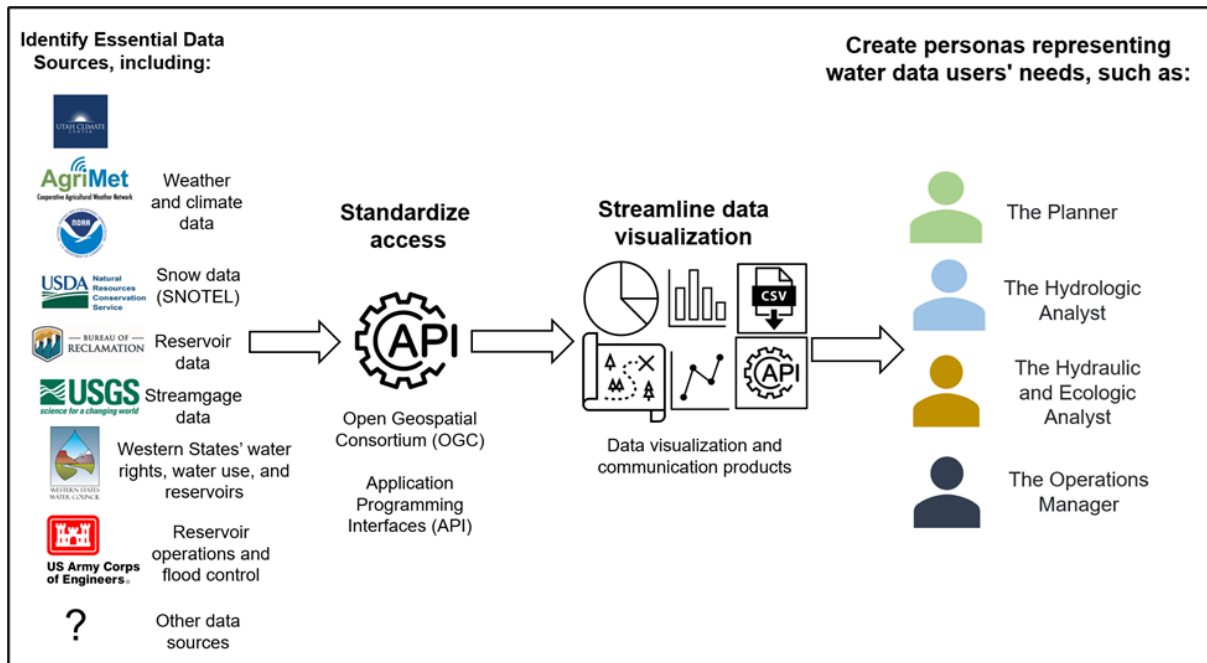 Identify Essential Data
Sources, including:
UTAH CLIMATE
CENTER
AgriMet
Cooperative Agricultural Weather Network
NOAA
Weather
and climate
data
USDA
Natural
Resources
Conservation
Service
Snow data
(SNOTEL)
BUREAU OF
RECLAMATION
Reservoir
data
USGS
science for a changing world
Streamgage
data
WESTERN STATES
WATER COUNCIL
Western States' water
rights, water use, and
reservoirs
US Army Corps
of Engineers®
Reservoir
operations and
flood control
?
Other data
sources
Standardize
access
API
Open Geospatial
Consortium (OGC)
Application
Programming
Interfaces (API)
Streamline data
visualization
CSV
API
Data visualization and
communication products
Create personas representing
water data users' needs, such as:
The Planner
The Hydrologic
Analyst
The Hydraulic
and Ecologic
Analyst
The Operations
Manager